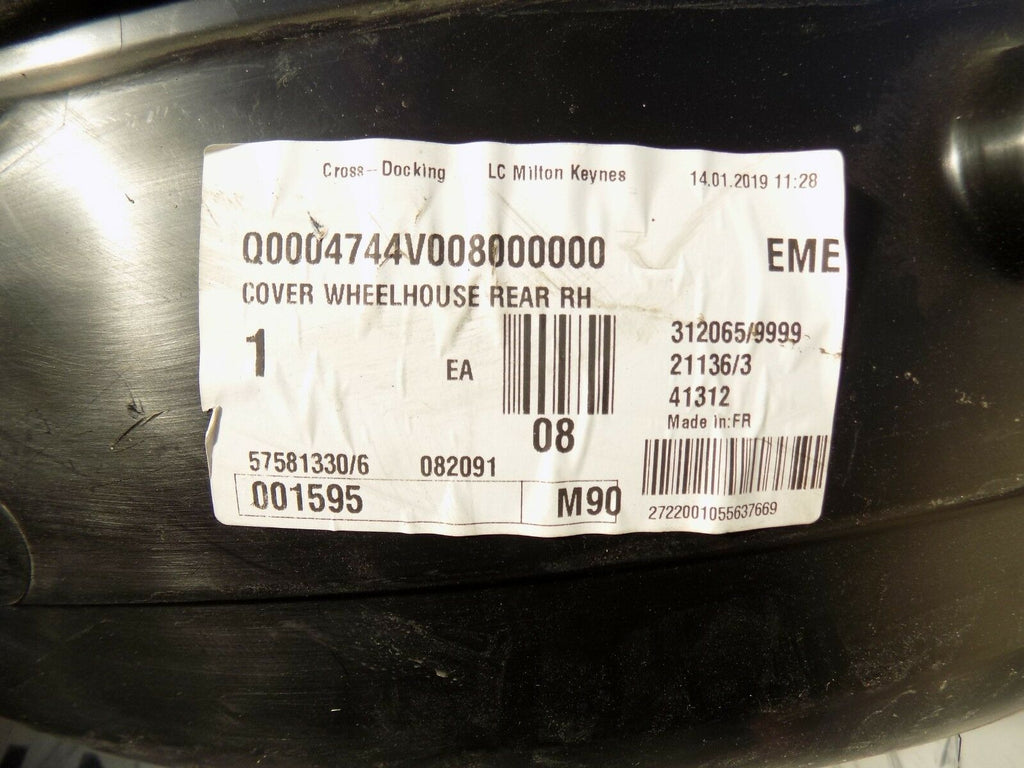 Cross-Docking LC Milton Keynes 14.01.2019 11:28
Q0004744V008000000 EME
COVER WHEELHOUSE REAR RH
1 EA 312065/9999
21136/3
41312
Made in:FR
08
57581330/6 082091
001595 M90
2722001055637669